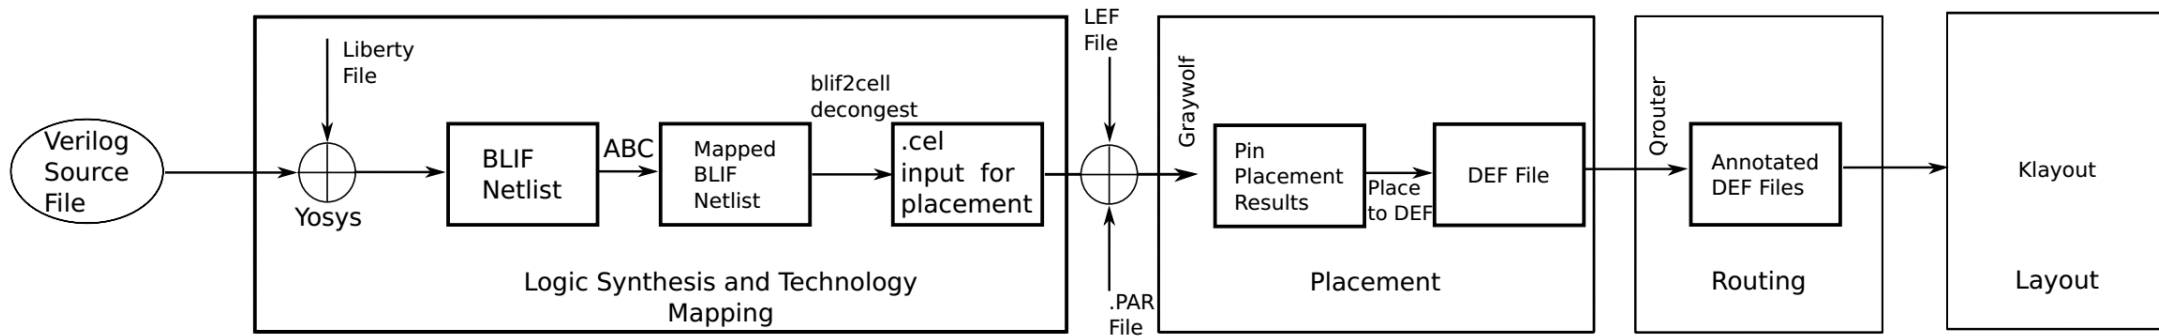 Verilog
Source
File
Liberty
File
Yosys
BLIF
Netlist
ABC
Mapped
BLIF
Netlist
blif2cell
decongest
.cel
input for
placement
Logic Synthesis and Technology
Mapping
LEF
File
.PAR
File
Graywolf
Pin
Placement
Results
Place
to DEF
DEF File
Placement
Qrouter
Annotated
DEF Files
Routing
Klayout
Layout